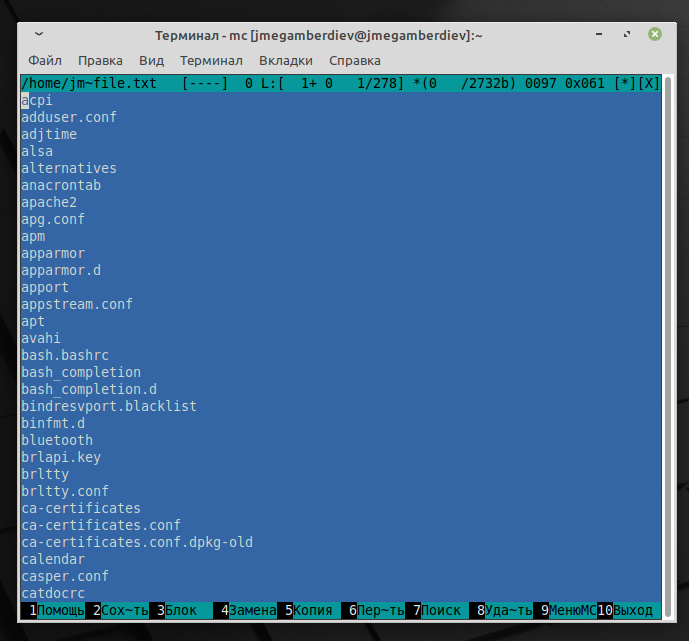 Терминал - mc [jmegamberdiev@jmegamberdiev]:~
Файл Правка Вид Терминал Вкладки Справка
/home/jm~file.txt [----] 0 L:[ 1+ 0 1/278] *(0 /2732b) 0097 0x061 [*][X]
acpi
adduser.conf
adjtime
alsa
alternatives
anacrontab
apache2
apg.conf
apm
apparmor
apparmor.d
apport
appstream.conf
apt
avahi
bash.bashrc
bash_completion
bash_completion.d
bindresvport.blacklist
binfmt.d
bluetooth
brlapi.key
brltty
brltty.conf
ca-certificates
ca-certificates.conf
ca-certificates.conf.dpkg-old
calendar
casper.conf
catdocrc
1Помощь 2Сох~ть 3Блок 4Замена 5Копия 6Пер~ть 7Поиск 8Уда~ть 9МенюMC 10Выход